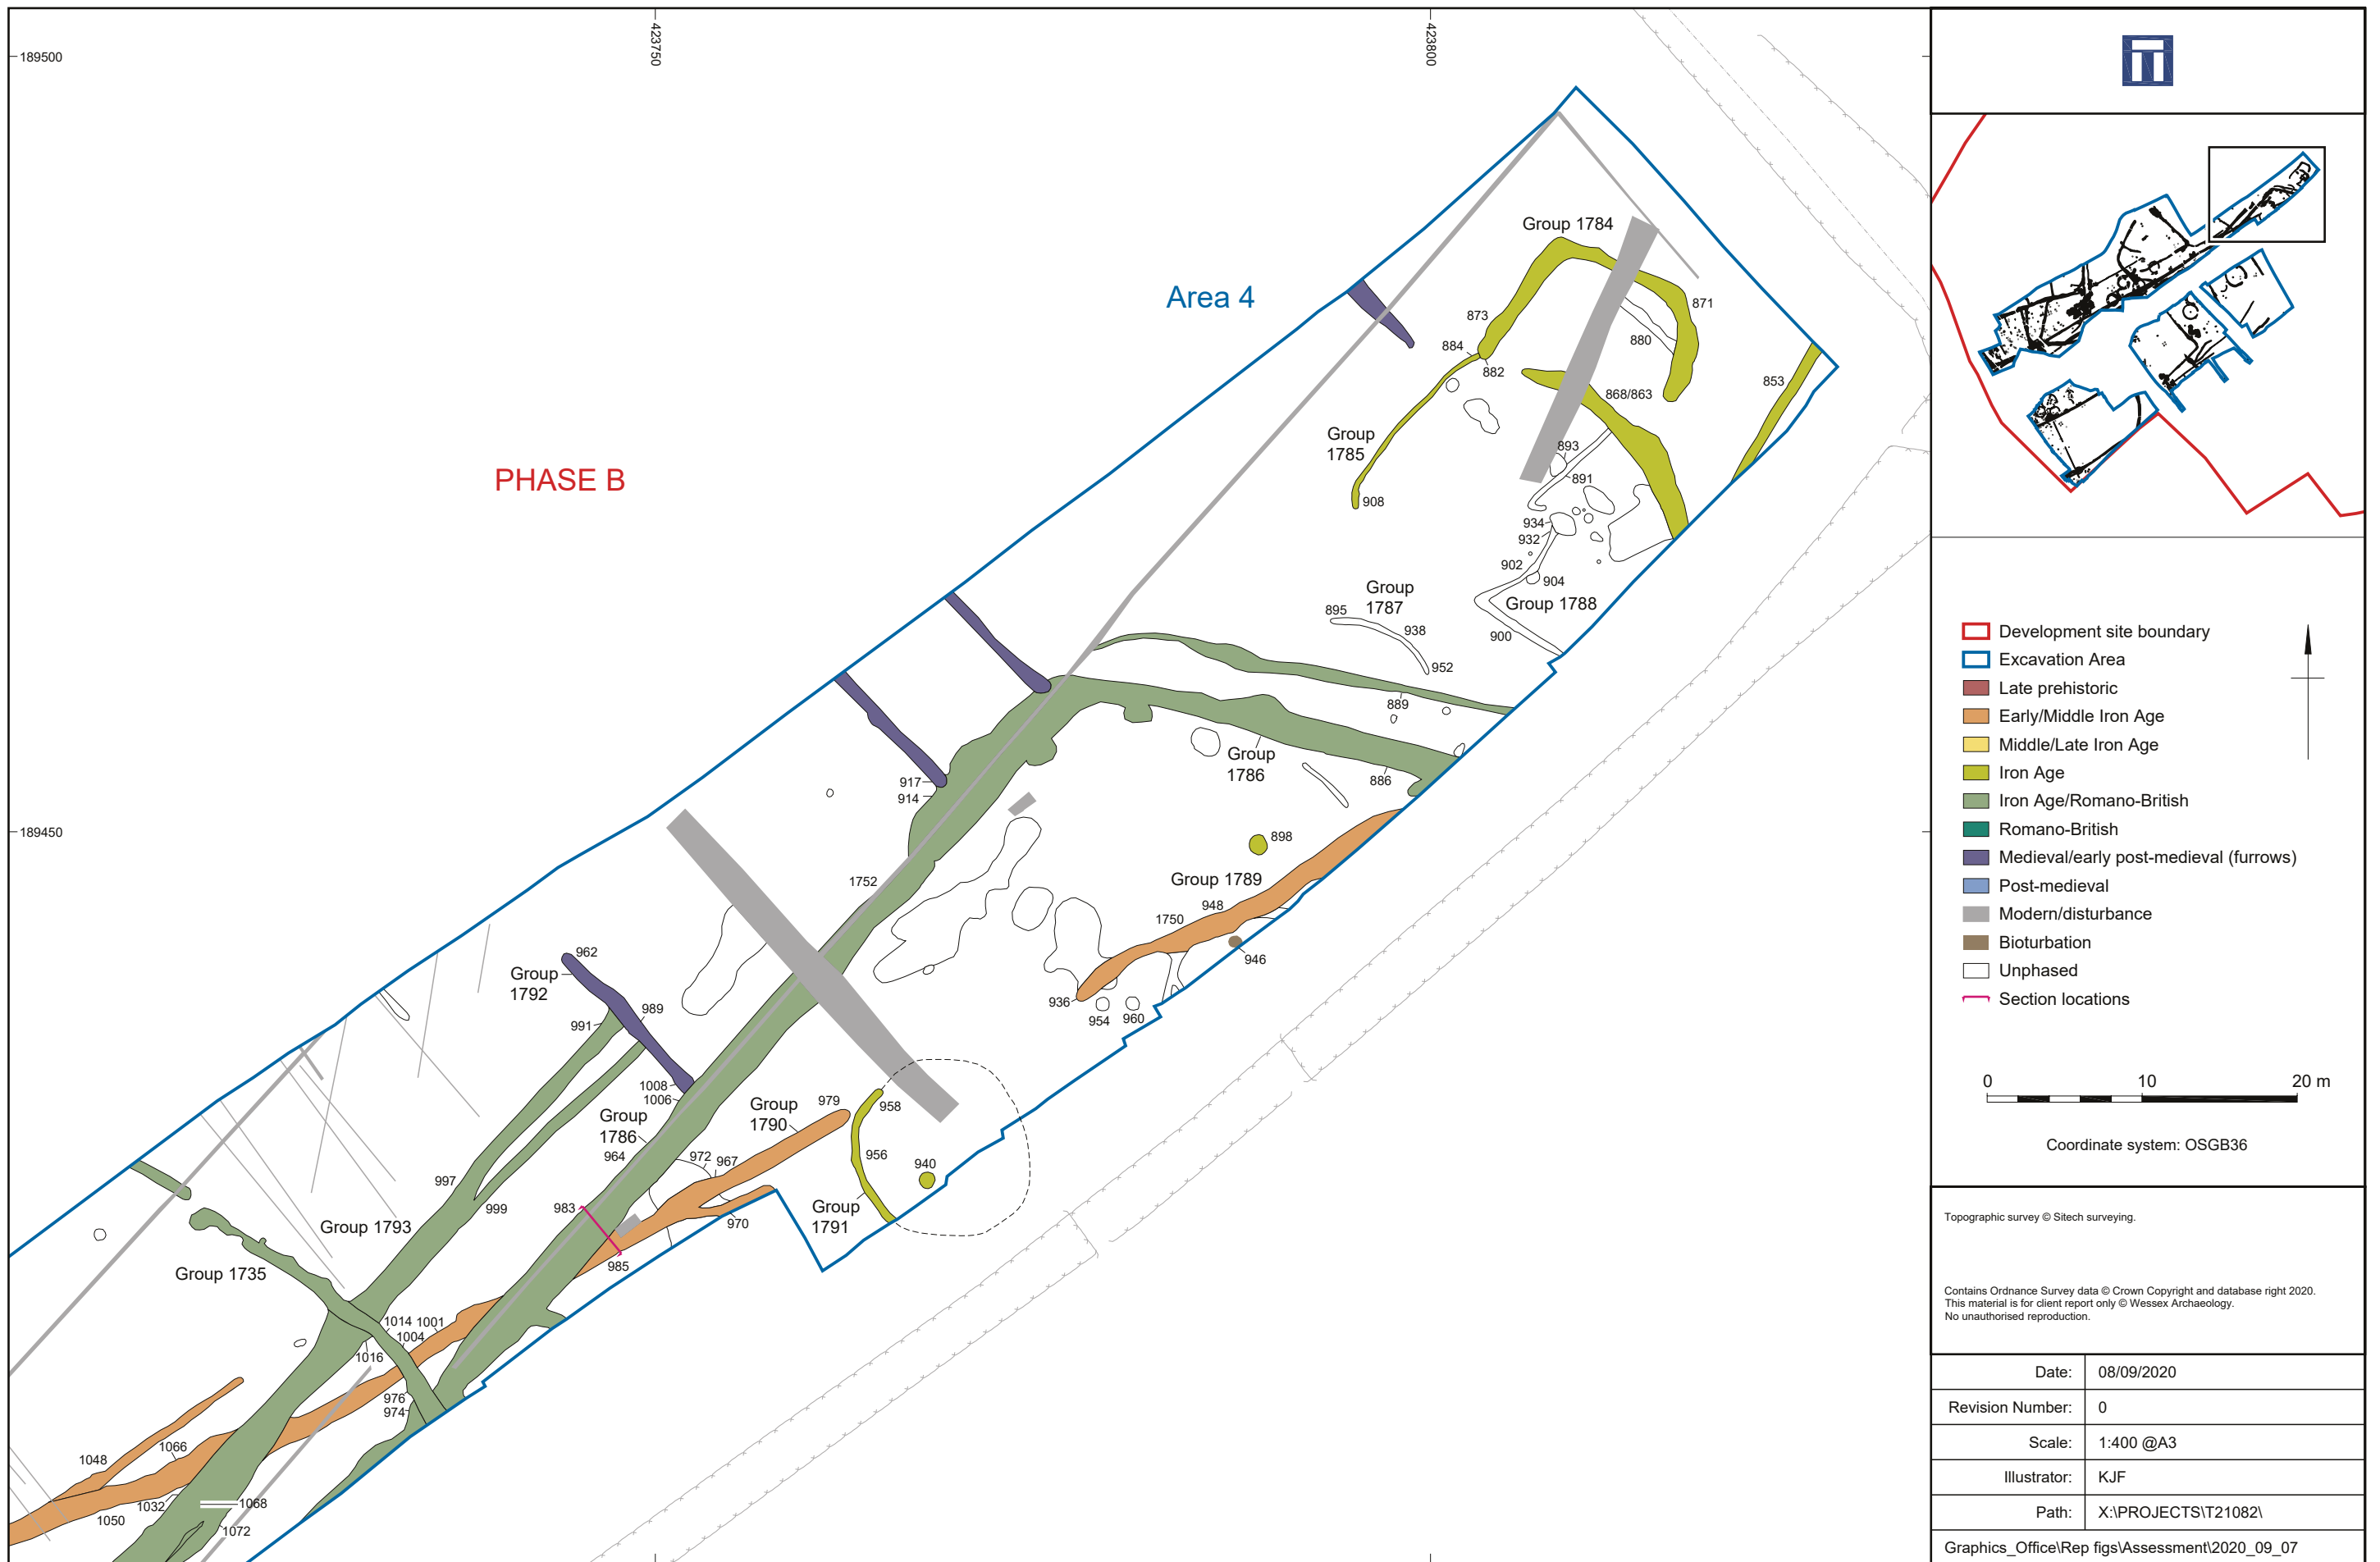 423750
423800
189500
189450
Area 4
PHASE B
Group 1784
873
871
884
882
880
868/863
853
Group
1785
908
893
891
934
932
902
904
Group 1788
900
Group
1787
895
938
952
889
Group
1786
886
917
914
898
1752
Group 1789
948
1750
946
936
954
960
962
Group
1792
989
991
1008
1006
Group
1786
964
Group
1790
979
958
956
940
972
967
970
Group
1791
983
985
997
999
Group 1793
Group 1735
1014
1001
1004
1016
976
974
1048
1066
1032
1050
1068
1072
Development site boundary
Excavation Area
Late prehistoric
Early/Middle Iron Age
Middle/Late Iron Age
Iron Age
Iron Age/Romano-British
Romano-British
Medieval/early post-medieval (furrows)
Post-medieval
Modern/disturbance
Bioturbation
Unphased
Section locations
0 10 20 m
Coordinate system: OSGB36
Topographic survey © Sitech surveying.
Contains Ordnance Survey data © Crown Copyright and database right 2020.
This material is for client report only © Wessex Archaeology.
No unauthorised reproduction.
Date: 08/09/2020
Revision Number: 0
Scale: 1:400 @A3
Illustrator: KJF
Path: X:\PROJECTS\T21082\
Graphics_Office\Rep figs\Assessment\2020_09_07